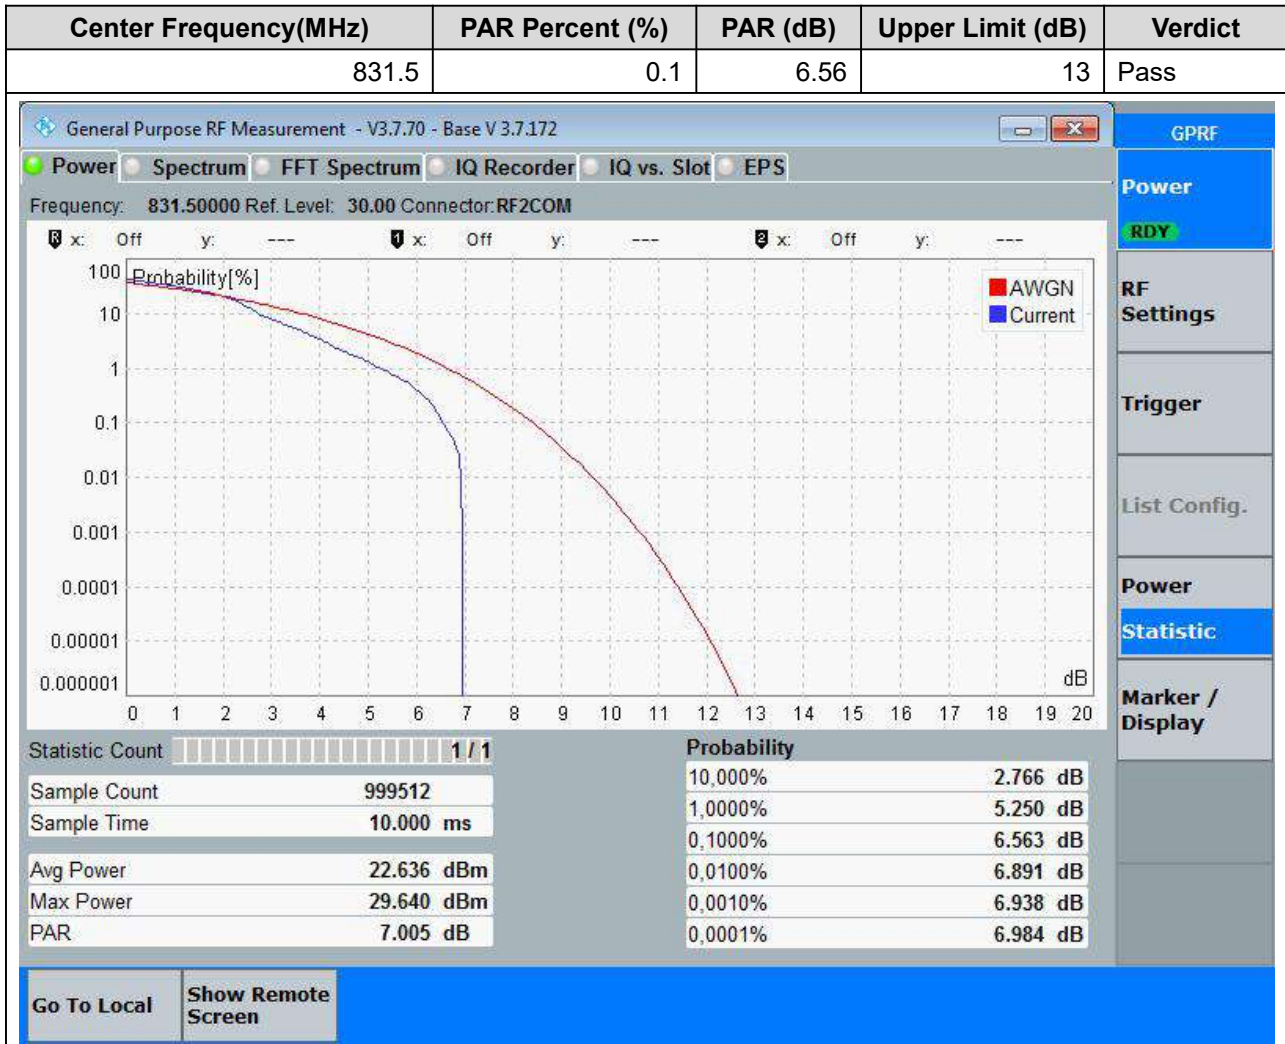 Center Frequency(MHz) PAR Percent (%) PAR (dB) Upper Limit (dB) Verdict
831.5 0.1 6.56 13 Pass
General Purpose RF Measurement - V3.7.70 - Base V 3.7.172
GPRF
Power Spectrum FFT Spectrum IQ Recorder IQ vs. Slot EPS
Frequency: 831.50000 Ref. Level: 30.00 Connector: RF2COM
R x: Off y: --- 1 x: Off y: --- 2 x: Off y: ---
Probability[%]
AWGN
Current
100
10
1
0.1
0.01
0.001
0.0001
0.00001
0.000001
dB
0 1 2 3 4 5 6 7 8 9 10 11 12 13 14 15 16 17 18 19 20
Statistic Count 1 / 1
Sample Count 999512
Sample Time 10.000 ms
Avg Power 22.636 dBm
Max Power 29.640 dBm
PAR 7.005 dB
Probability
10,000% 2.766 dB
1,0000% 5.250 dB
0,1000% 6.563 dB
0,0100% 6.891 dB
0,0010% 6.938 dB
0,0001% 6.984 dB
Power
RDY
RF
Settings
Trigger
List Config.
Power
Statistic
Marker /
Display
Go To Local
Show Remote
Screen